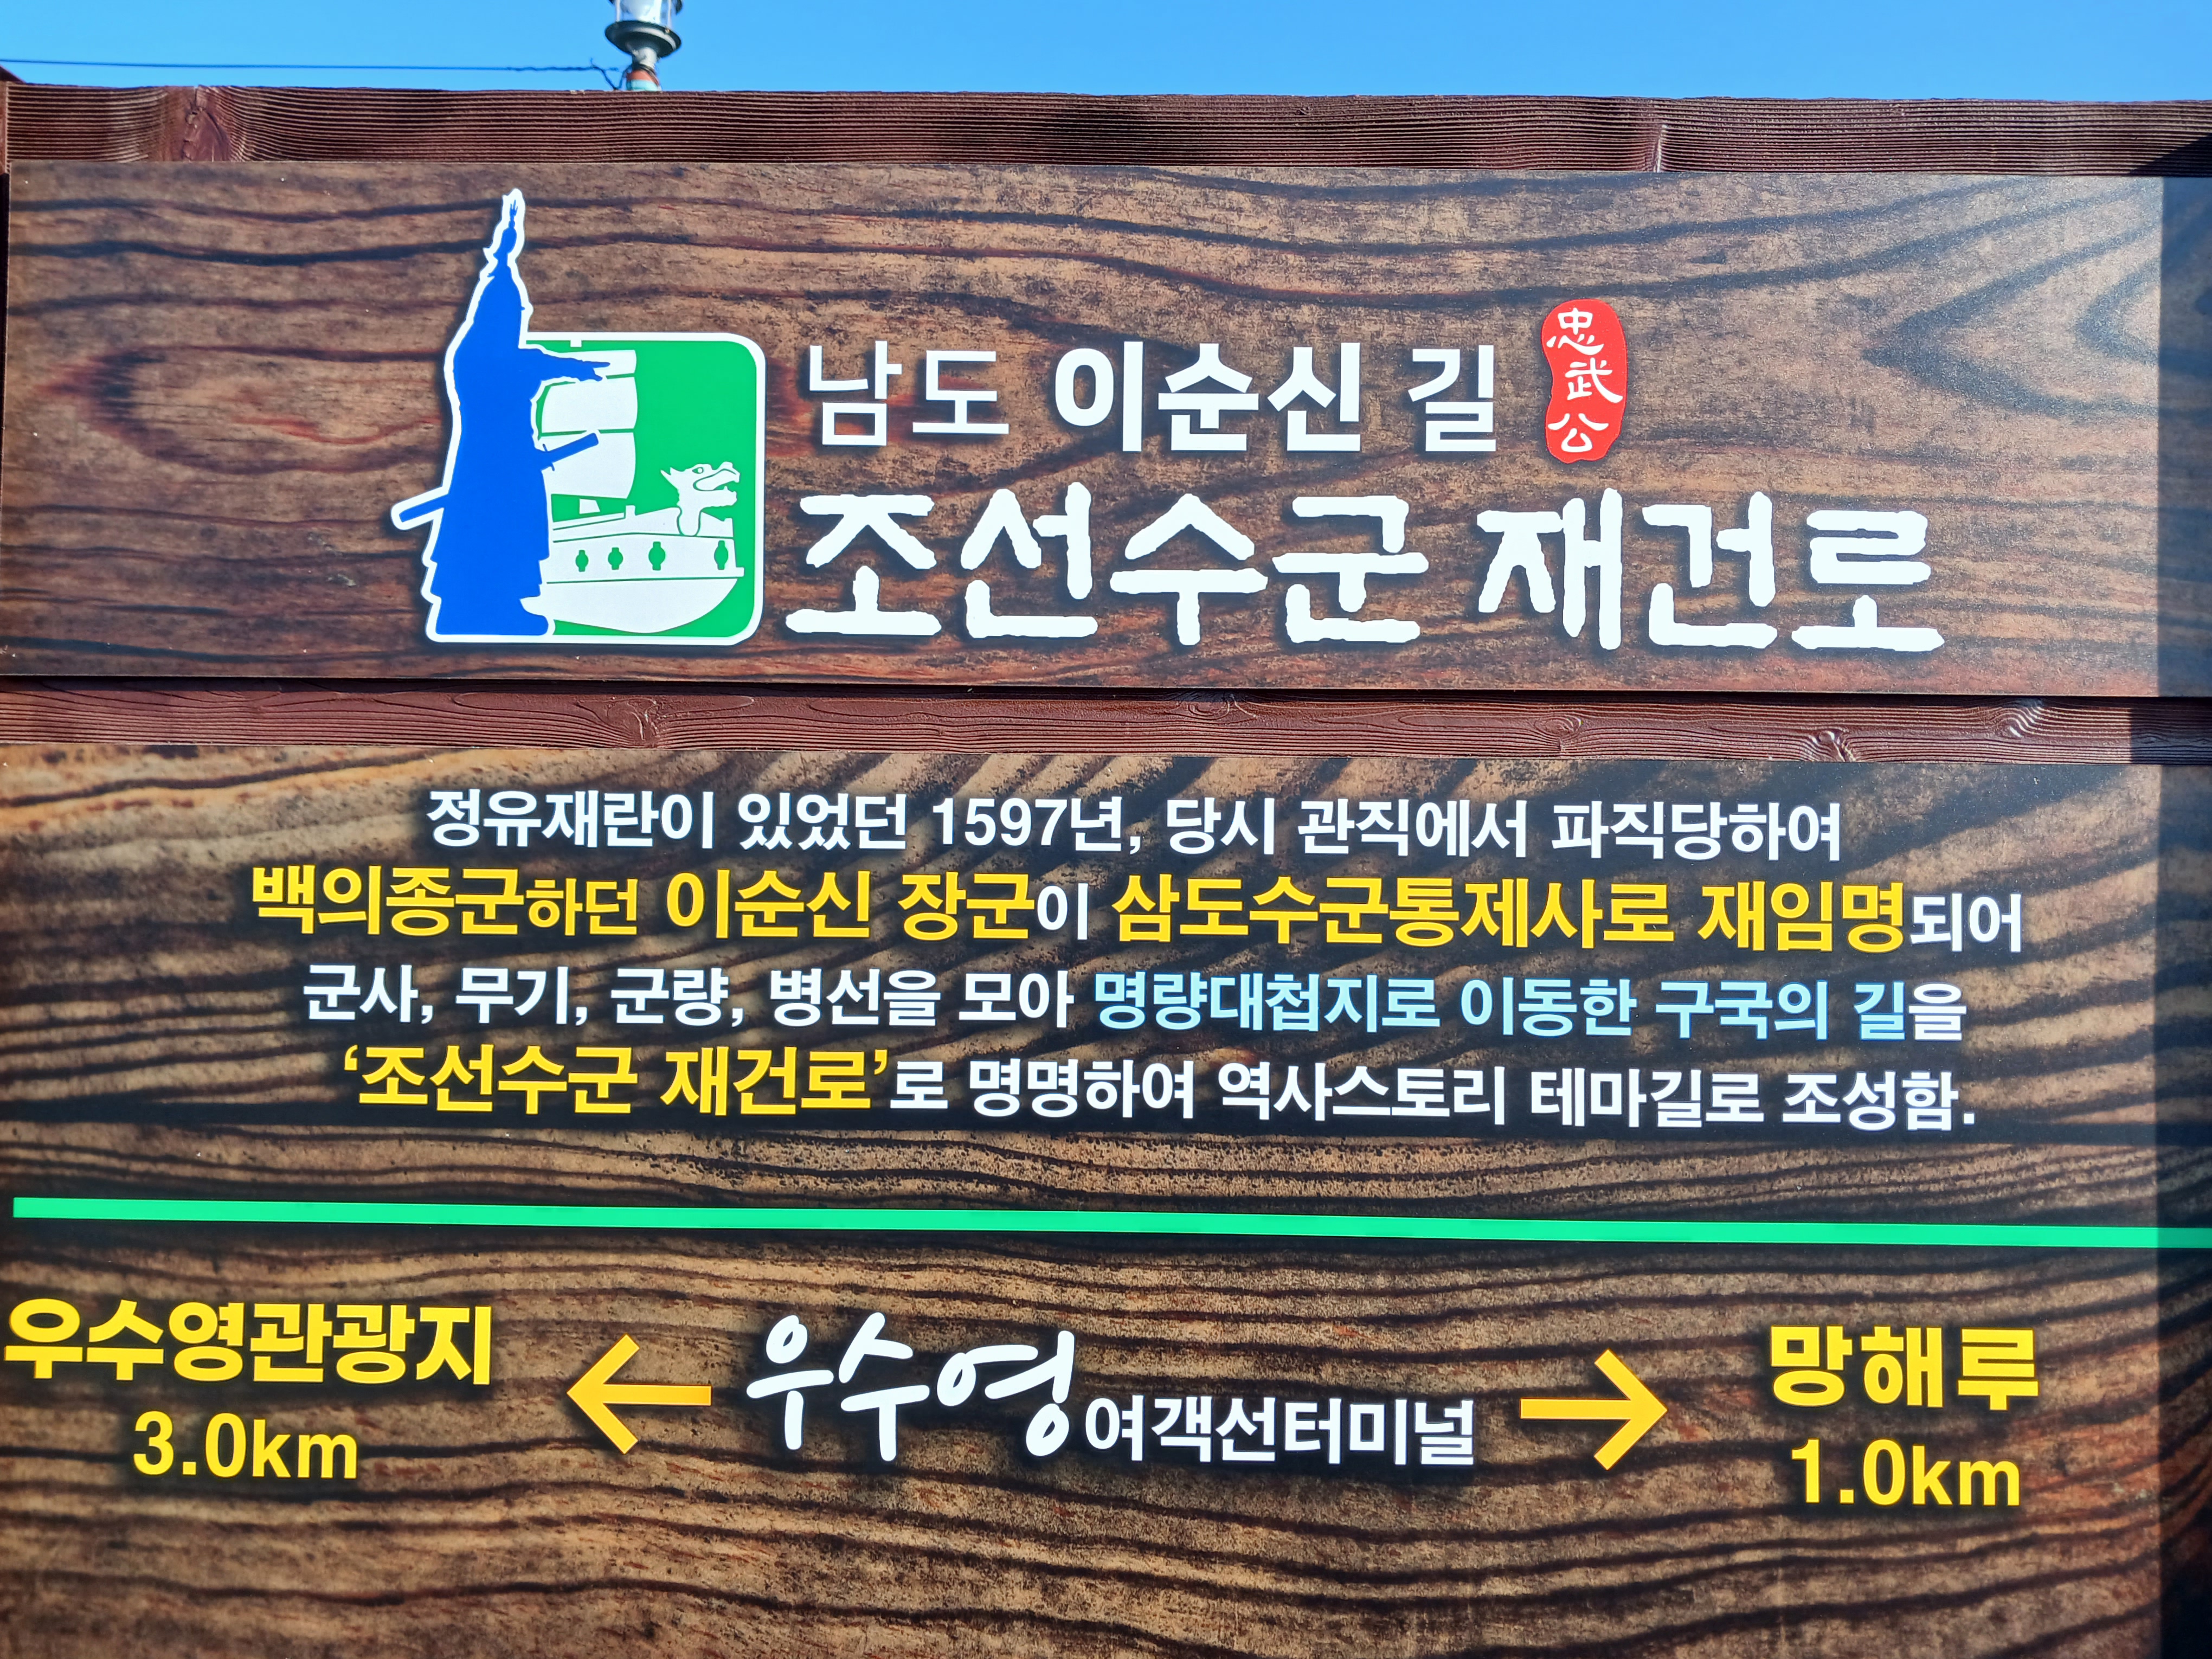 남도 이순신 길
忠武公
조선수군 재건로
정유재란이 있었던 1597년, 당시 관직에서 파직당하여
백의종군하던 이순신 장군이 삼도수군통제사로 재임명되어
군사, 무기, 군량, 병선을 모아 명량대첩지로 이동한 구국의 길을
‘조선수군 재건로’로 명명하여 역사스토리 테마길로 조성함.
우수영관광지
3.0km
← 우수영 여객선터미널 →
망해루
1.0km